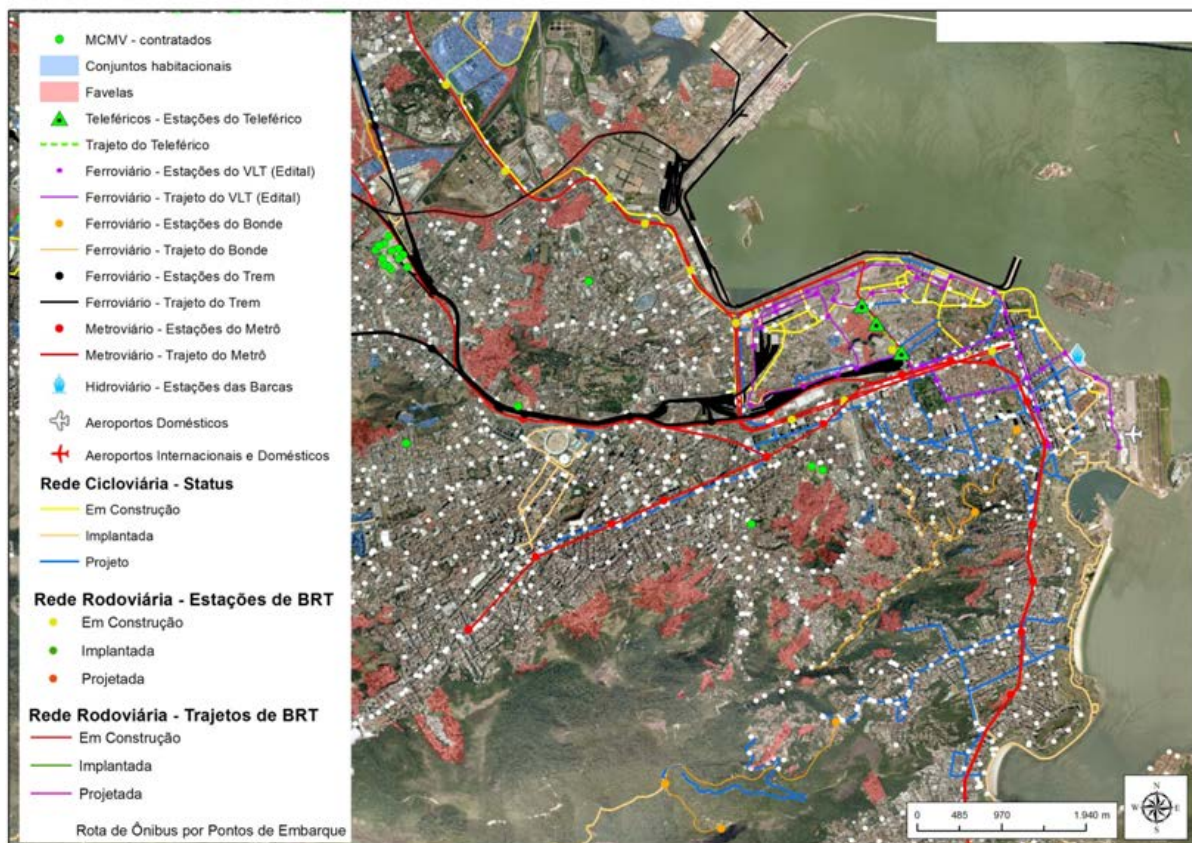 MCMV - contratados
Conjuntos habitacionais
Favelas
Teleféricos - Estações do Teleférico
Trajeto do Teleférico
Ferroviário - Estações do VLT (Edital)
Ferroviário - Trajeto do VLT (Edital)
Ferroviário - Estações do Bonde
Ferroviário - Trajeto do Bonde
Ferroviário - Estações do Trem
Ferroviário - Trajeto do Trem
Metroviário - Estações do Metrô
Metroviário - Trajeto do Metrô
Hidroviário - Estações das Barcas
Aeroportos Domésticos
Aeroportos Internacionais e Domésticos
Rede Cicloviária - Status
Em Construção
Implantada
Projeto
Rede Rodoviária - Estações de BRT
Em Construção
Implantada
Projetada
Rede Rodoviária - Trajetos de BRT
Em Construção
Implantada
Projetada
Rota de Ônibus por Pontos de Embarque
0 485 970 1.940 m
N
W E
S